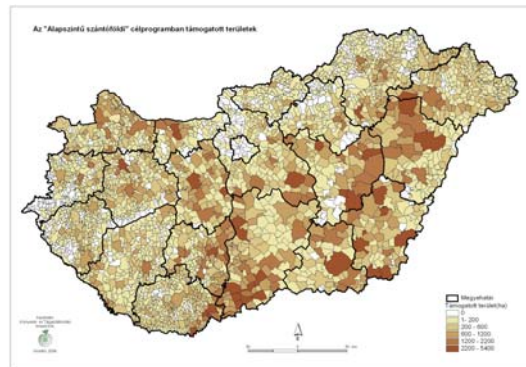 Az "Alapszintű szántóföldi" célprogramban támogatott területek
Megyehatár
Támogatott terület(ha)
0
1 - 200
200 - 600
600 - 1200
1200 - 2200
2200 - 5400